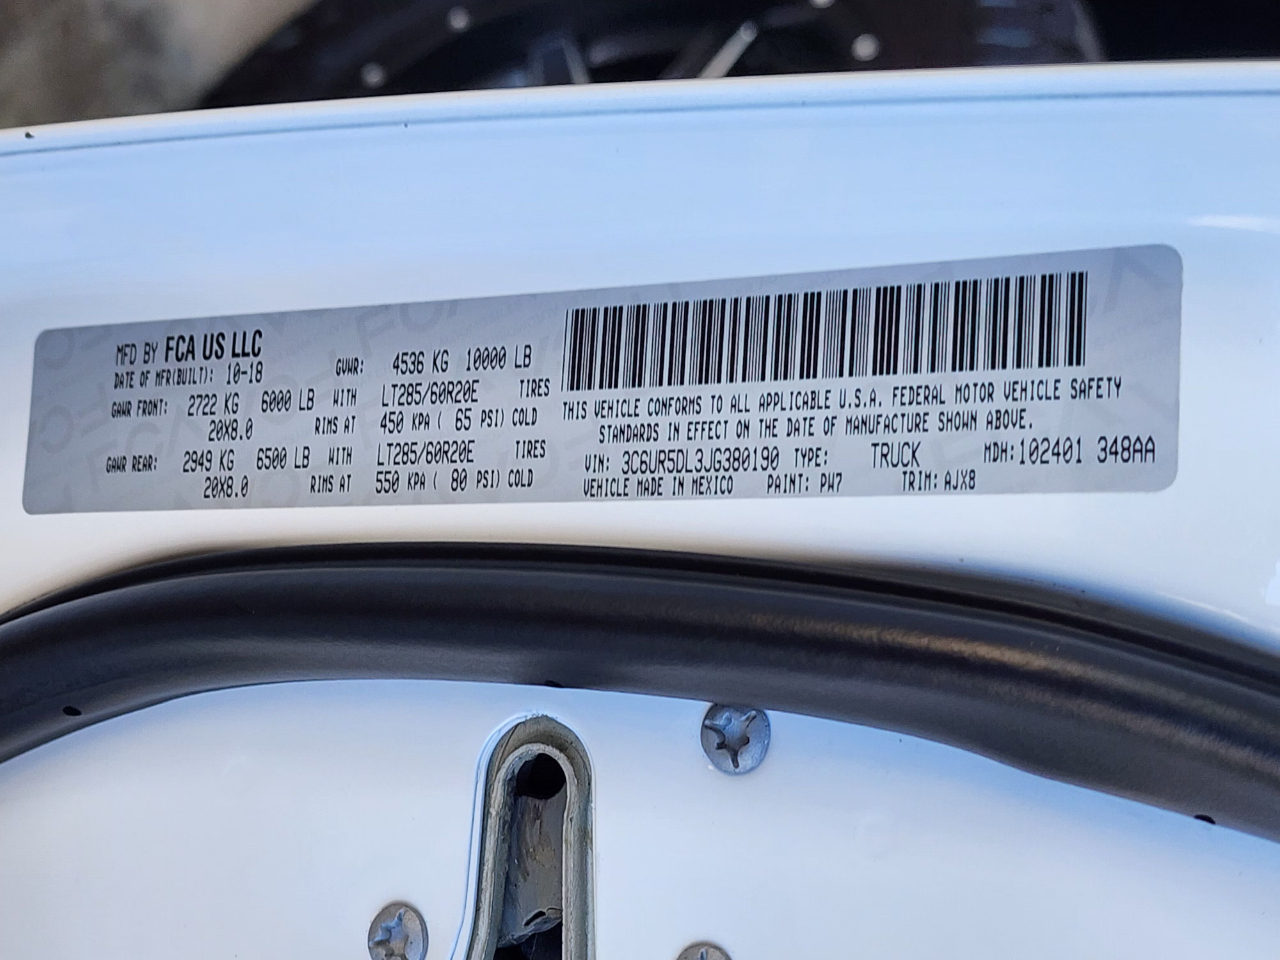 MFD BY FCA US LLC
DATE OF MFR(BUILT): 10-18 GVWR: 4536 KG 10000 LB
GAWR FRONT: 2722 KG 6000 LB WITH LT285/60R20E TIRES
20X8.0 RIMS AT 450 KPA ( 65 PSI) COLD
GAWR REAR: 2949 KG 6500 LB WITH LT285/60R20E TIRES
20X8.0 RIMS AT 550 KPA ( 80 PSI) COLD
THIS VEHICLE CONFORMS TO ALL APPLICABLE U.S.A. FEDERAL MOTOR VEHICLE SAFETY
STANDARDS IN EFFECT ON THE DATE OF MANUFACTURE SHOWN ABOVE.
VIN: 3C6UR5DL3JG380190 TYPE: TRUCK MDH:102401 348AA
VEHICLE MADE IN MEXICO PAINT: PW7 TRIM: AJX8